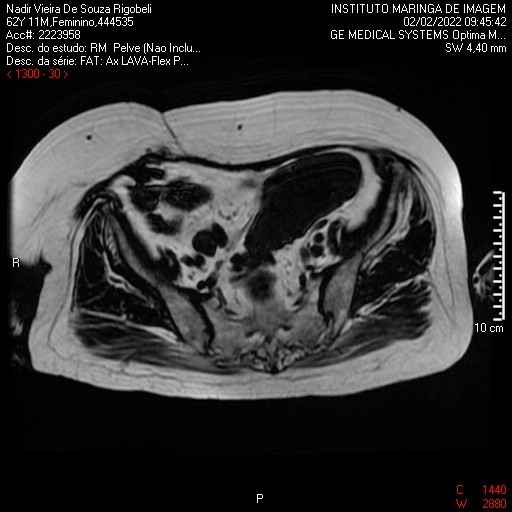 Nadir Vieira De Souza Rigobeli
62Y 11M,Feminino,444535
Acc#: 2223958
Desc. do estudo: RM Pelve (Nao Inclu...
Desc. da série: FAT: Ax LAVA-Flex P...
< 1300 - 30 >
INSTITUTO MARINGA DE IMAGEM
02/02/2022 09:45:42
GE MEDICAL SYSTEMS Optima M...
SW 4,40 mm
R
10 cm
P
C 1440
W 2880